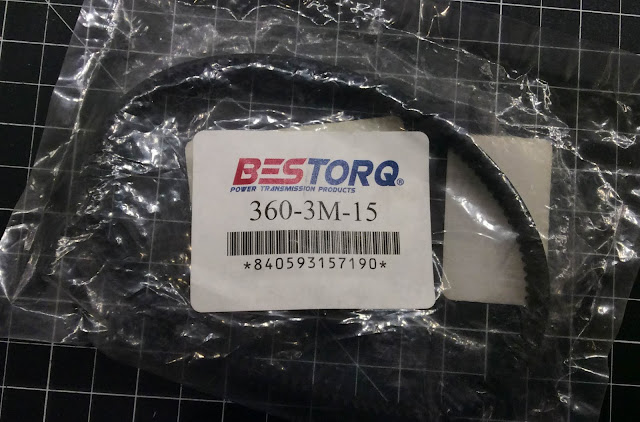 BESTORQ®
POWER TRANSMISSION PRODUCTS
360-3M-15
*840593157190*